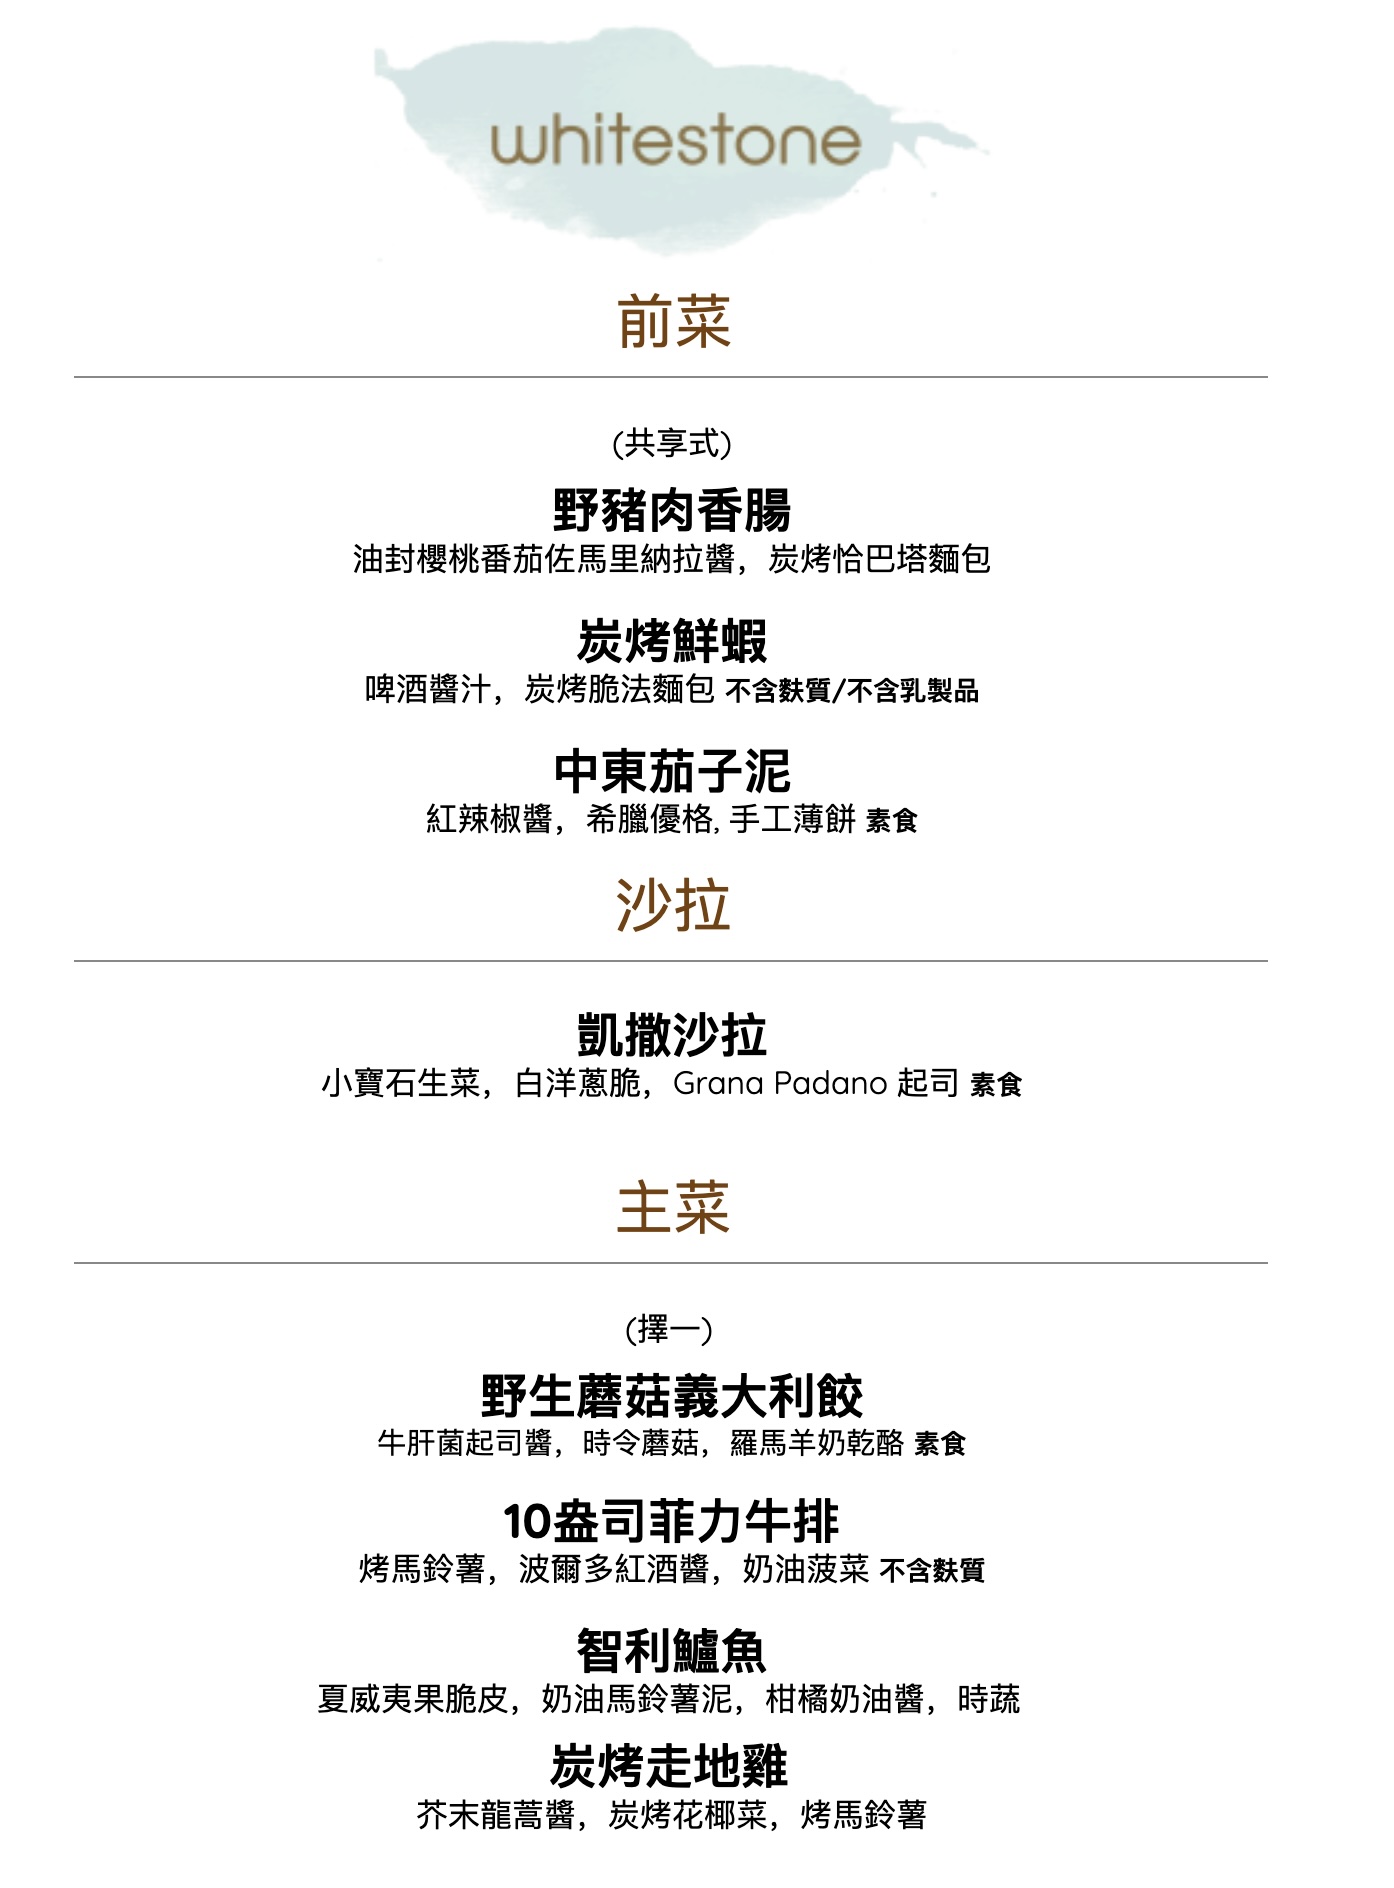 whitestone
前菜
(共享式)
野豬肉香腸
油封櫻桃番茄佐馬里納拉醬，炭烤恰巴塔麵包
炭烤鮮蝦
啤酒醬汁，炭烤脆法麵包 不含麩質/不含乳製品
中東茄子泥
紅辣椒醬，希臘優格, 手工薄餅 素食
沙拉
凱撒沙拉
小寶石生菜，白洋蔥脆，Grana Padano 起司 素食
主菜
(擇一)
野生蘑菇義大利餃
牛肝菌起司醬，時令蘑菇，羅馬羊奶乾酪 素食
10盎司菲力牛排
烤馬鈴薯，波爾多紅酒醬，奶油菠菜 不含麩質
智利鱸魚
夏威夷果脆皮，奶油馬鈴薯泥，柑橘奶油醬，時蔬
炭烤走地雞
芥末龍蒿醬，炭烤花椰菜，烤馬鈴薯